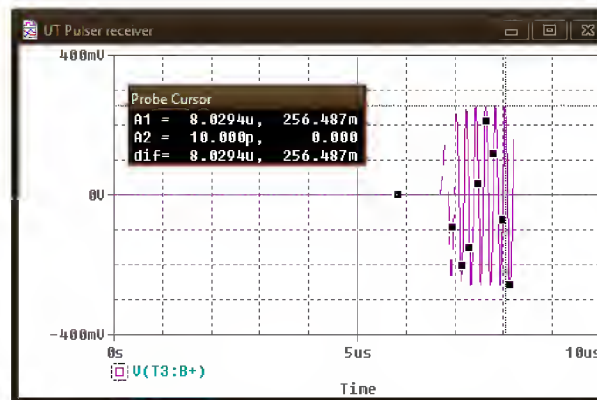 UT Pulser receiver
400mV
Probe Cursor
A1 = 8.0294u, 256.487m
A2 = 10.000p, 0.000
dif= 8.0294u, 256.487m
0V
-400mV
0s 5us 10us
V(T3:B+)
Time